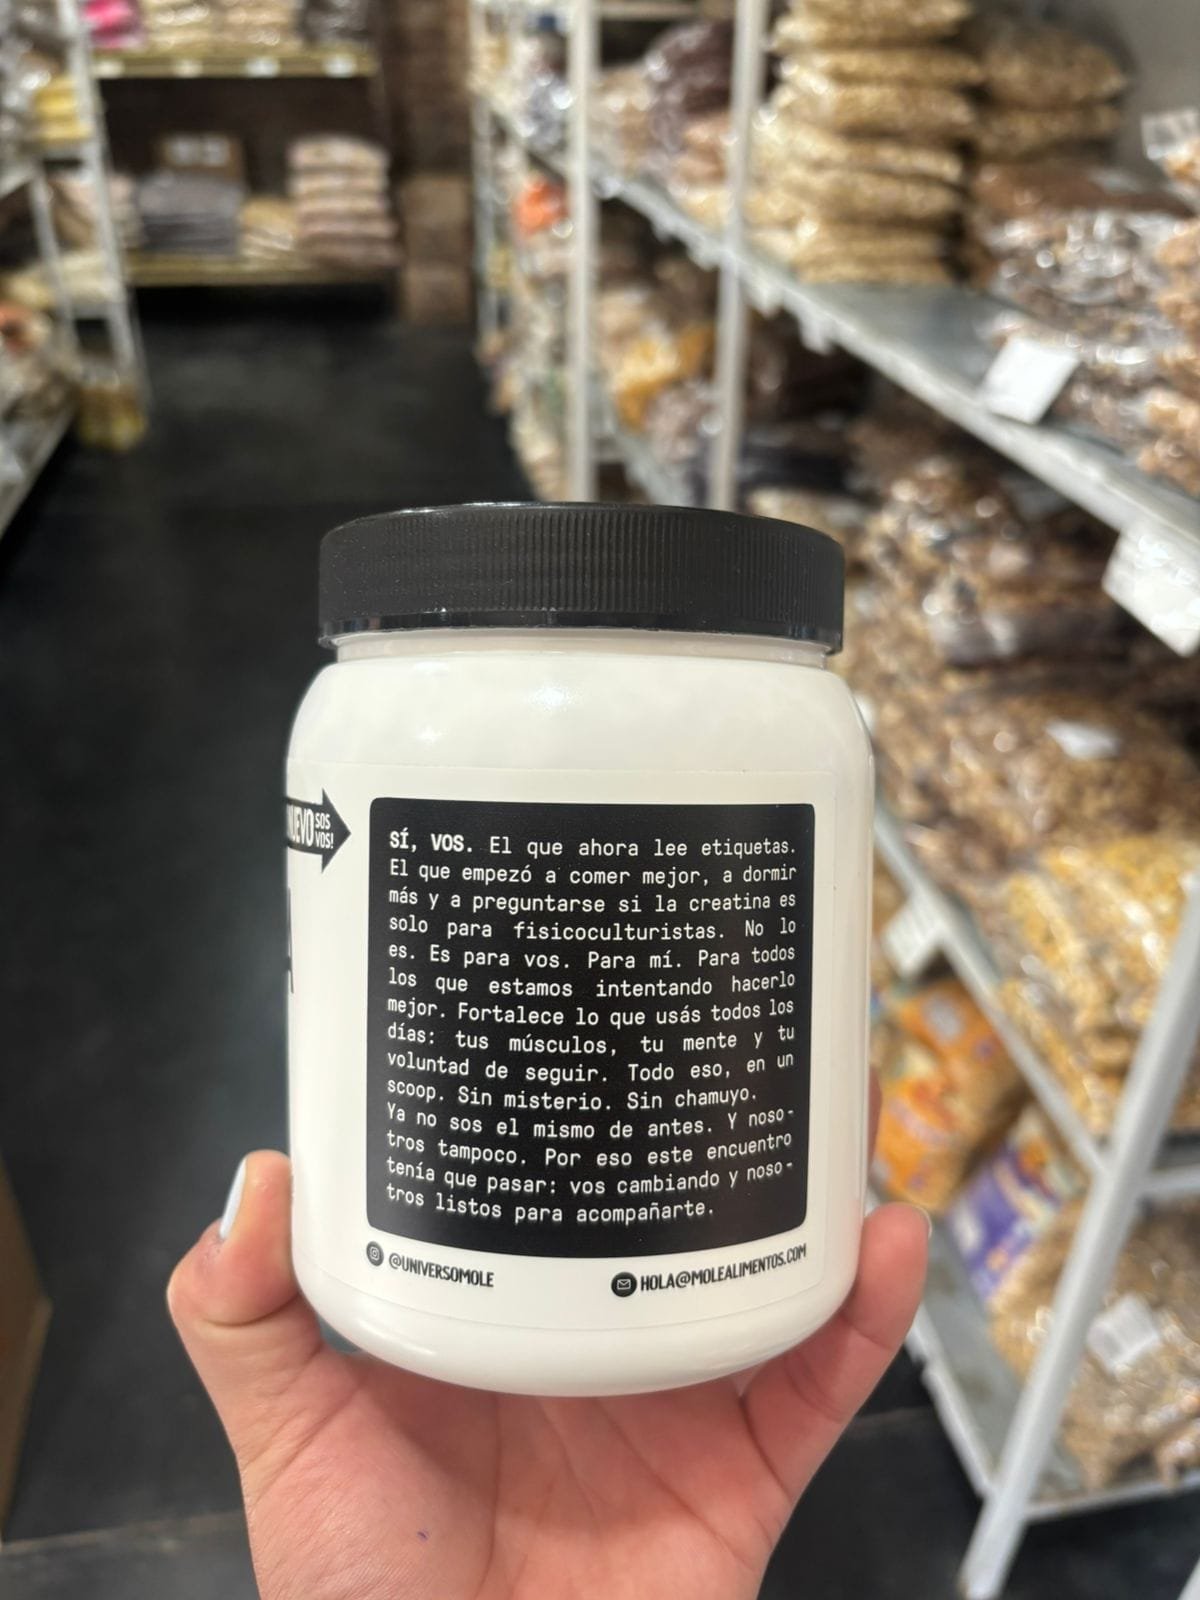 NUEVO SOS
VOS!
SÍ, VOS. El que ahora lee etiquetas.
El que empezó a comer mejor, a dormir
más y a preguntarse si la creatina es
solo para fisicoculturistas. No lo
es. Es para vos. Para mí. Para todos
los que estamos intentando hacerlo
mejor. Fortalece lo que usás todos los
días: tus músculos, tu mente y tu
voluntad de seguir. Todo eso, en un
scoop. Sin misterio. Sin chamuyo.
Ya no sos el mismo de antes. Y noso-
tros tampoco. Por eso este encuentro
tenía que pasar: vos cambiando y noso-
tros listos para acompañarte.
@UNIVERSOMOLE
HOLA@MOLEALIMENTOS.COM